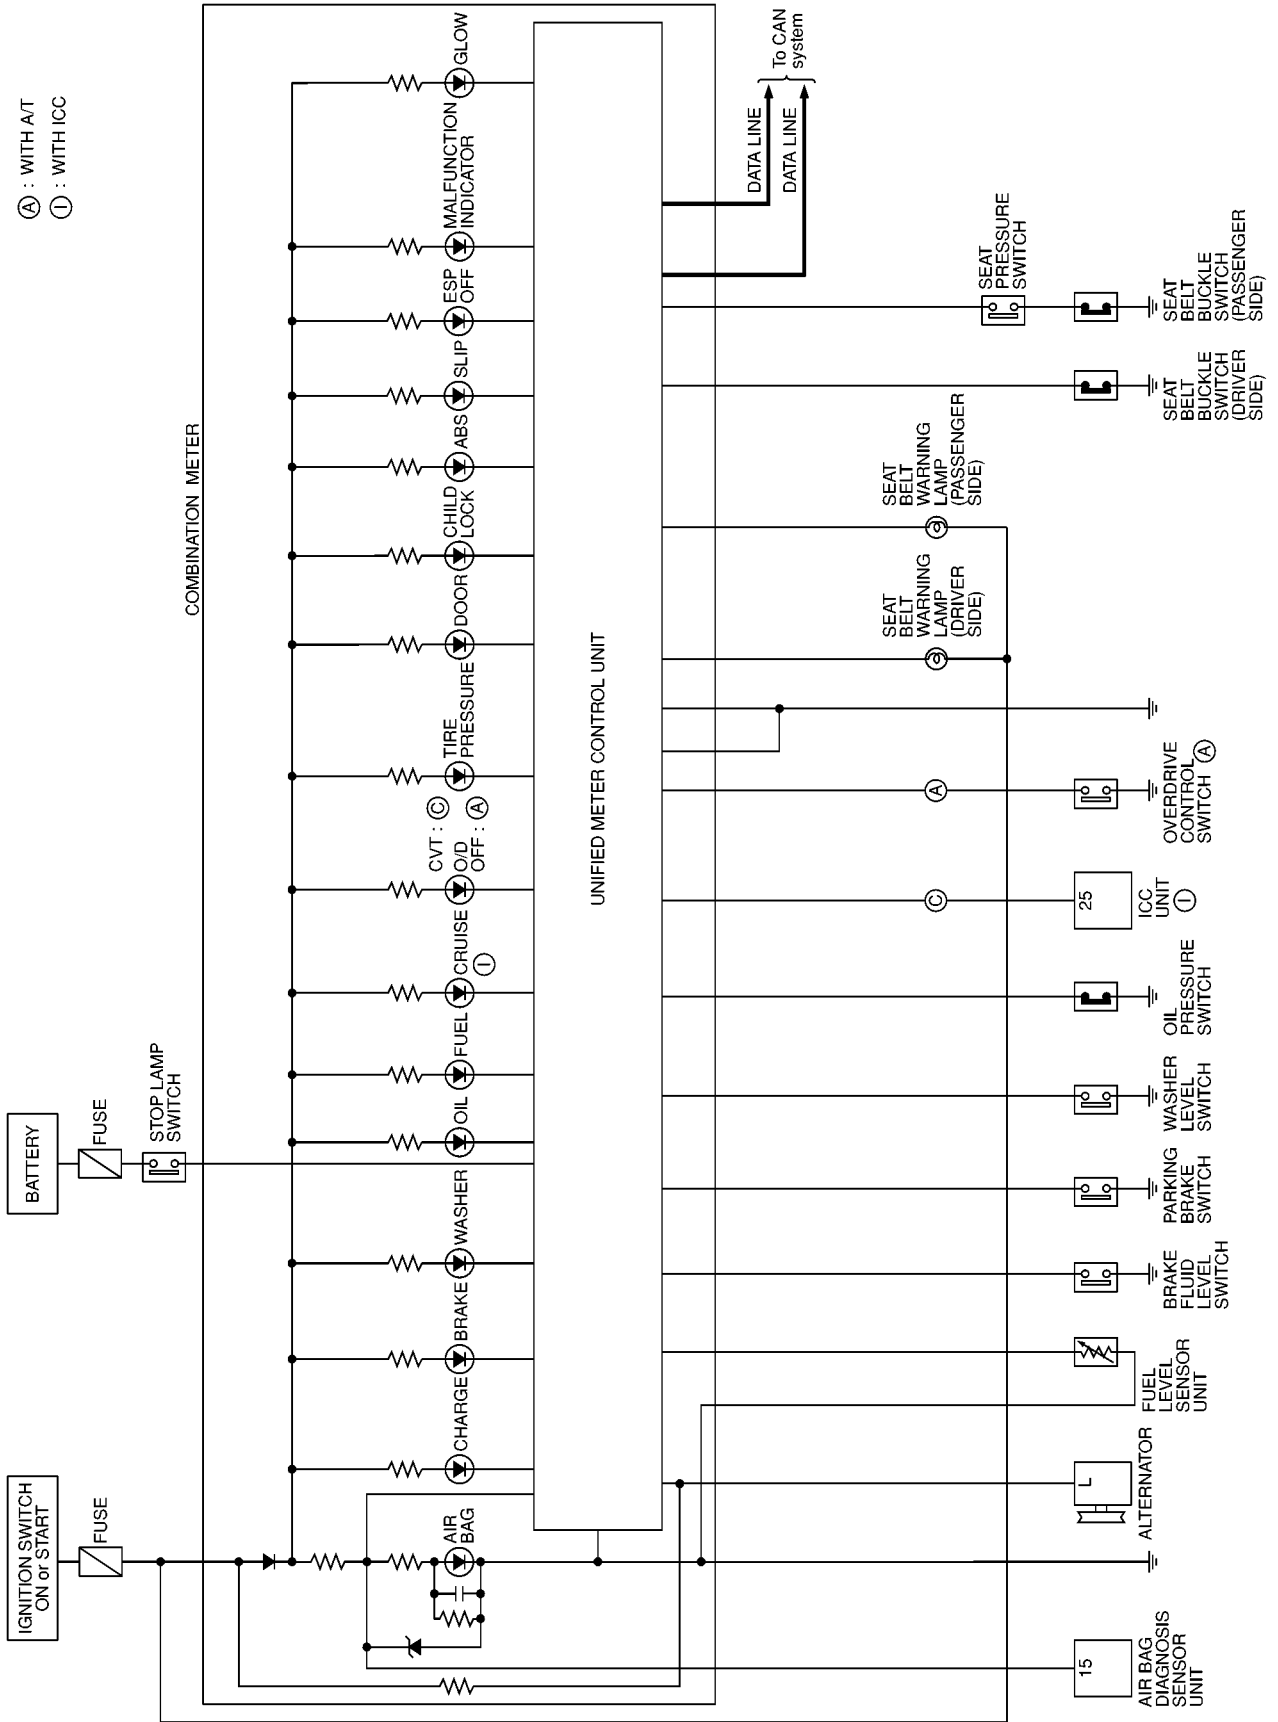 Ⓐ : WITH A/T
Ⓘ : WITH ICC
IGNITION SWITCH
ON or START
FUSE
BATTERY
FUSE
STOP LAMP
SWITCH
COMBINATION METER
AIR
BAG
CHARGE
BRAKE
WASHER
OIL
FUEL
CRUISE
Ⓘ
CVT : Ⓒ
O/D
OFF : Ⓐ
TIRE
PRESSURE
DOOR
CHILD
LOCK
ABS
SLIP
ESP
OFF
MALFUNCTION
INDICATOR
GLOW
UNIFIED METER CONTROL UNIT
DATA LINE
DATA LINE
To CAN
system
SEAT
BELT
WARNING
LAMP
(DRIVER
SIDE)
SEAT
BELT
WARNING
LAMP
(PASSENGER
SIDE)
SEAT
PRESSURE
SWITCH
Ⓒ
Ⓐ
15
AIR BAG
DIAGNOSIS
SENSOR
UNIT
L
ALTERNATOR
FUEL
LEVEL
SENSOR
UNIT
BRAKE
FLUID
LEVEL
SWITCH
PARKING
BRAKE
SWITCH
WASHER
LEVEL
SWITCH
OIL
PRESSURE
SWITCH
25
ICC
UNIT
Ⓘ
OVERDRIVE
CONTROL
SWITCH Ⓐ
SEAT
BELT
BUCKLE
SWITCH
(DRIVER
SIDE)
SEAT
BELT
BUCKLE
SWITCH
(PASSENGER
SIDE)